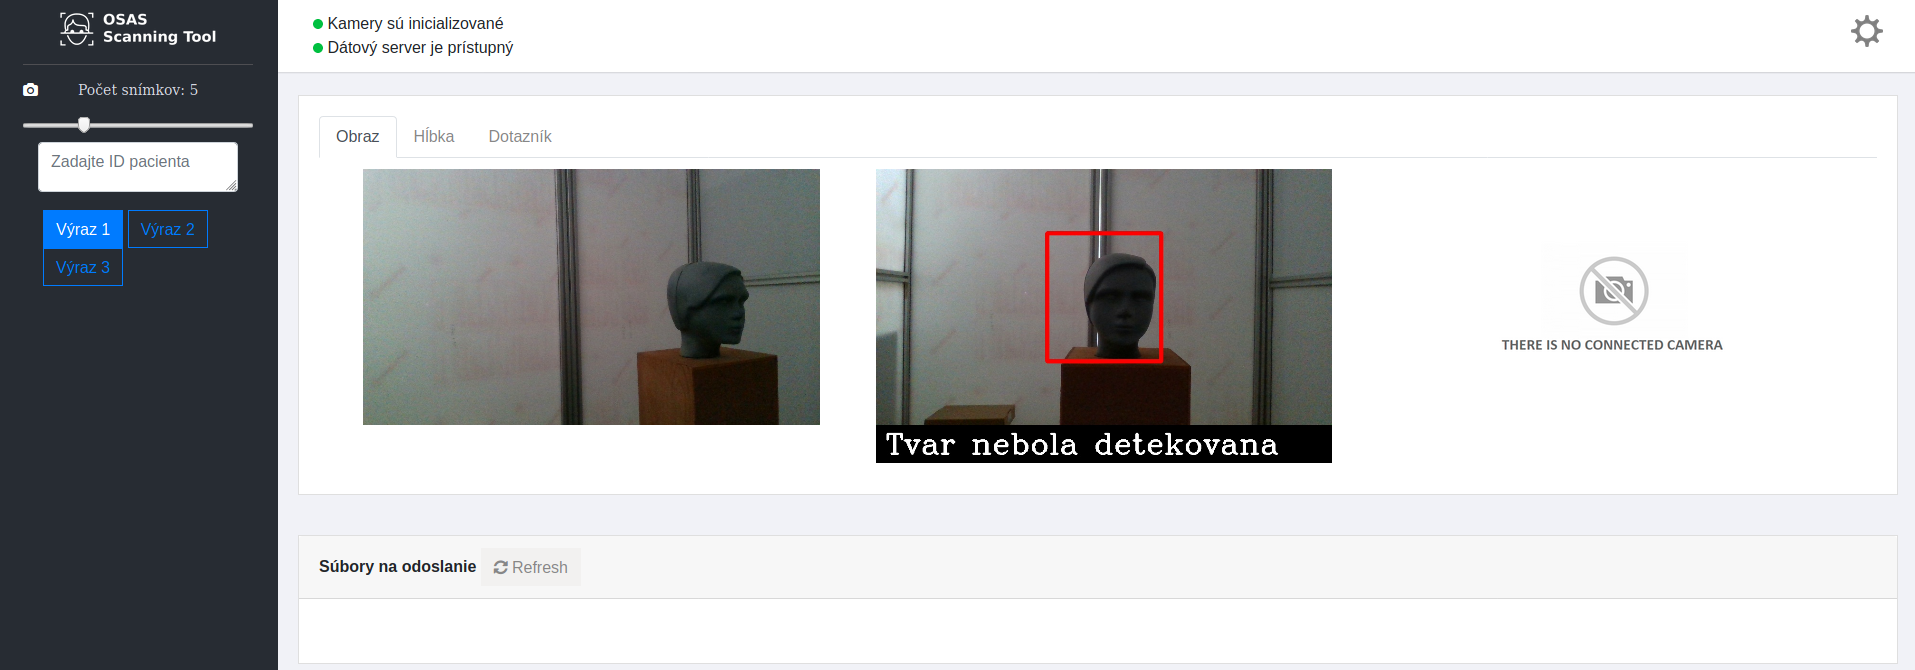 OSAS
Scanning Tool
Počet snímkov: 5
Zadajte ID pacienta
Výraz 1
Výraz 2
Výraz 3
Kamery sú inicializované
Dátový server je prístupný
Obraz
Hĺbka
Dotazník
Tvar nebola detekovana
THERE IS NO CONNECTED CAMERA
Súbory na odoslanie
Refresh